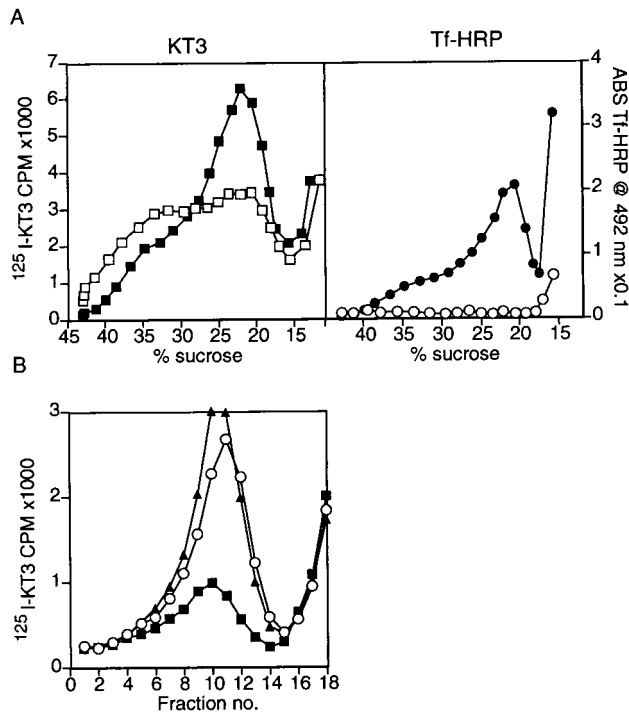 A
KT3
Tf-HRP
7
6
5
4
3
2
1
0
¹²⁵I-KT3 CPM x1000
45 40 35 30 25 20 15
% sucrose
4
3
2
1
0
ABS Tf-HRP @ 492 nm x0.1
40 35 30 25 20 15
% sucrose
B
3
2
1
0
¹²⁵I-KT3 CPM x1000
0 2 4 6 8 10 12 14 16 18
Fraction no.